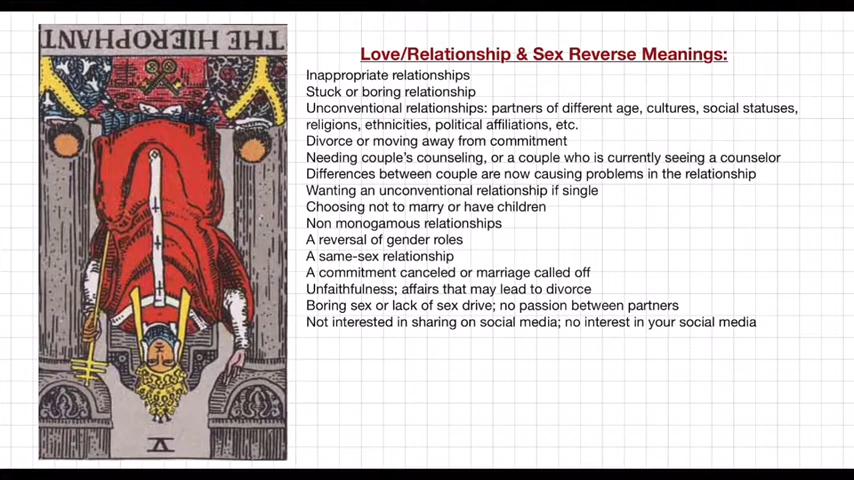 THE HIEROPHANT
Love/Relationship & Sex Reverse Meanings:
Inappropriate relationships
Stuck or boring relationship
Unconventional relationships: partners of different age, cultures, social statuses,
religions, ethnicities, political affiliations, etc.
Divorce or moving away from commitment
Needing couple's counseling, or a couple who is currently seeing a counselor
Differences between couple are now causing problems in the relationship
Wanting an unconventional relationship if single
Choosing not to marry or have children
Non monogamous relationships
A reversal of gender roles
A same-sex relationship
A commitment canceled or marriage called off
Unfaithfulness; affairs that may lead to divorce
Boring sex or lack of sex drive; no passion between partners
Not interested in sharing on social media; no interest in your social media
V